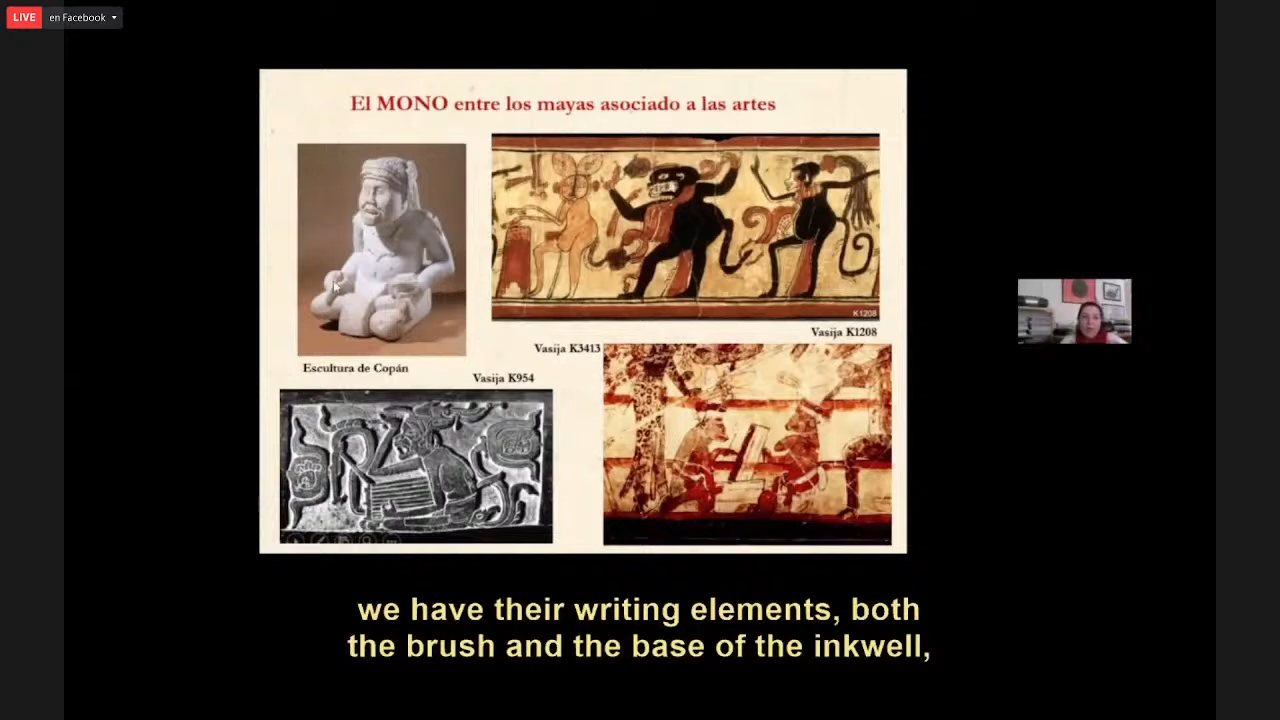 LIVE en Facebook
El MONO entre los mayas asociado a las artes
K1208
Vasija K1208
Vasija K3413
Escultura de Copán
Vasija K954
we have their writing elements, both
the brush and the base of the inkwell,